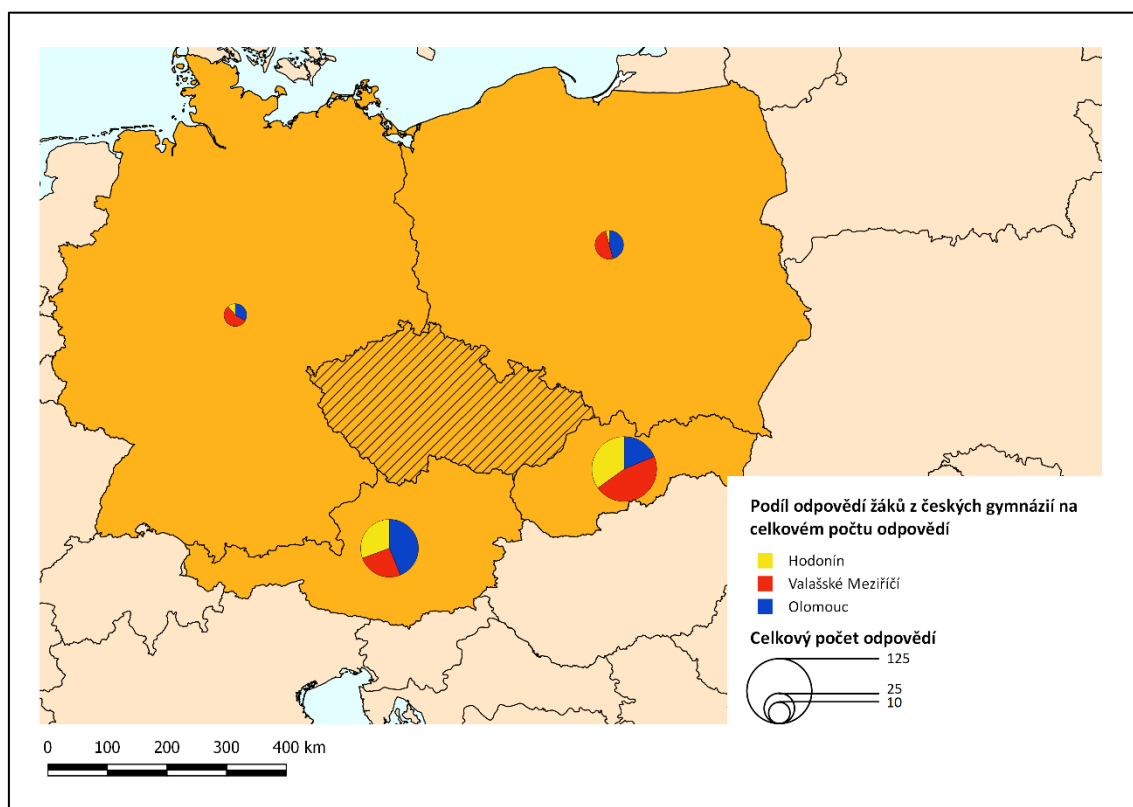 Podíl odpovědí žáků z českých gymnázií na
celkovém počtu odpovědí
Hodonín
Valašské Meziříčí
Olomouc
Celkový počet odpovědí
125
25
10
0 100 200 300 400 km